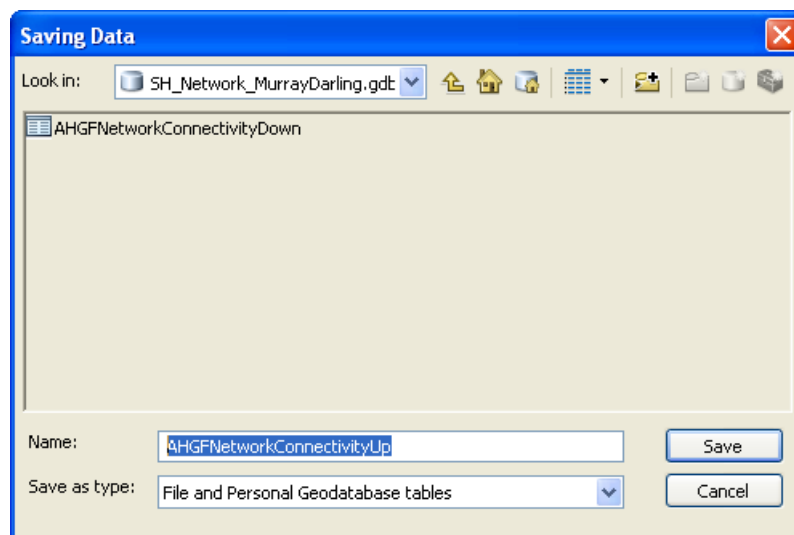 Saving Data
Look in: SH_Network_MurrayDarling.gdb
AHGFNetworkConnectivityDown
Name: AHGFNetworkConnectivityUp Save
Save as type: File and Personal Geodatabase tables Cancel